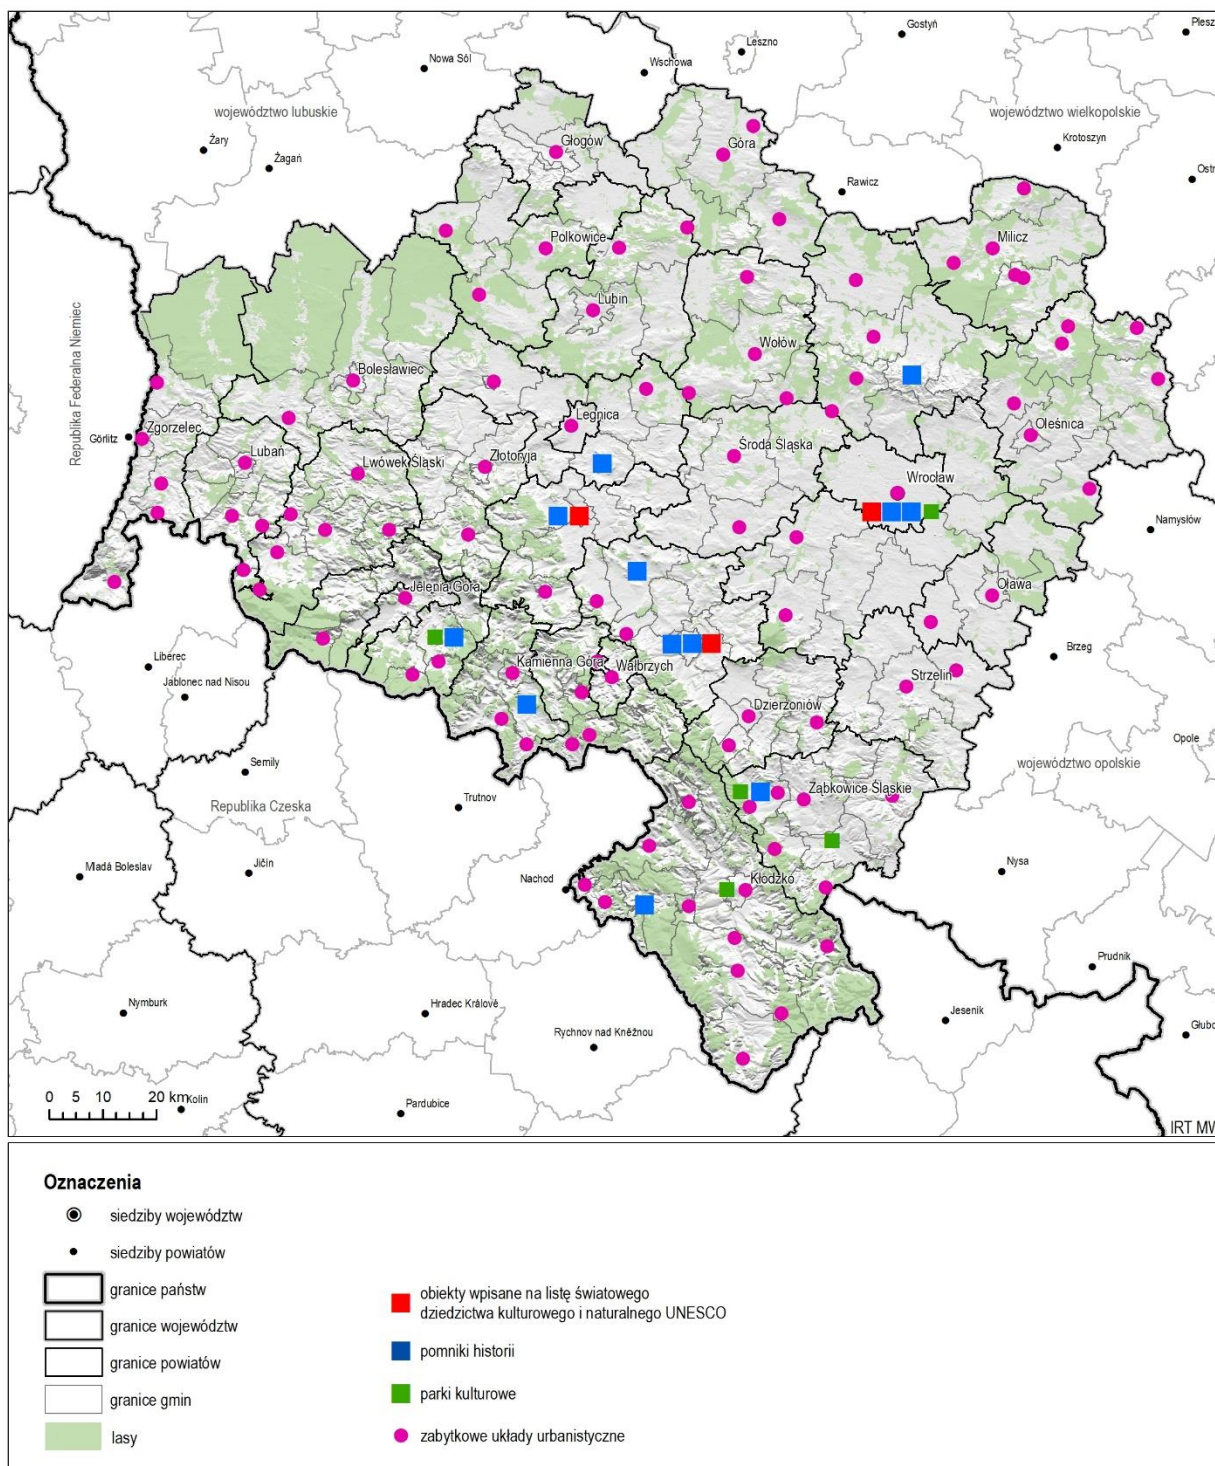 Gostyń
Plesz
Leszno
Nowa Sól
Wschowa
województwo lubuskie
województwo wielkopolskie
Żary
Głogów
Góra
Krotoszyn
Żagań
Rawicz
Ostr
Polkowice
Milicz
Republika Federalna Niemiec
Lubin
Wołów
Bolesławiec
Legnica
Zgorzelec
Görlitz
Oleśnica
Środa Śląska
Lubań
Lwówek Śląski
Złotoryja
Wrocław
Namysłów
Jelenia Góra
Oława
Liberec
Kamienna Góra
Wałbrzych
Brzeg
Jablonec nad Nisou
Strzelin
Dzierżoniów
Opole
Semily
województwo opolskie
Republika Czeska
Trutnov
Ząbkowice Śląskie
Mladá Boleslav
Jičín
Nysa
Nachod
Kłodzko
Prudnik
Nymburk
Hradec Králové
Jesenik
Rychnov nad Kněžnou
Głubc
0 5 10 20 km
Kolin
Pardubice
IRT MW
Oznaczenia
siedziby województw
siedziby powiatów
granice państw
granice województw
granice powiatów
granice gmin
lasy
obiekty wpisane na listę światowego
dziedzictwa kulturowego i naturalnego UNESCO
pomniki historii
parki kulturowe
zabytkowe układy urbanistyczne